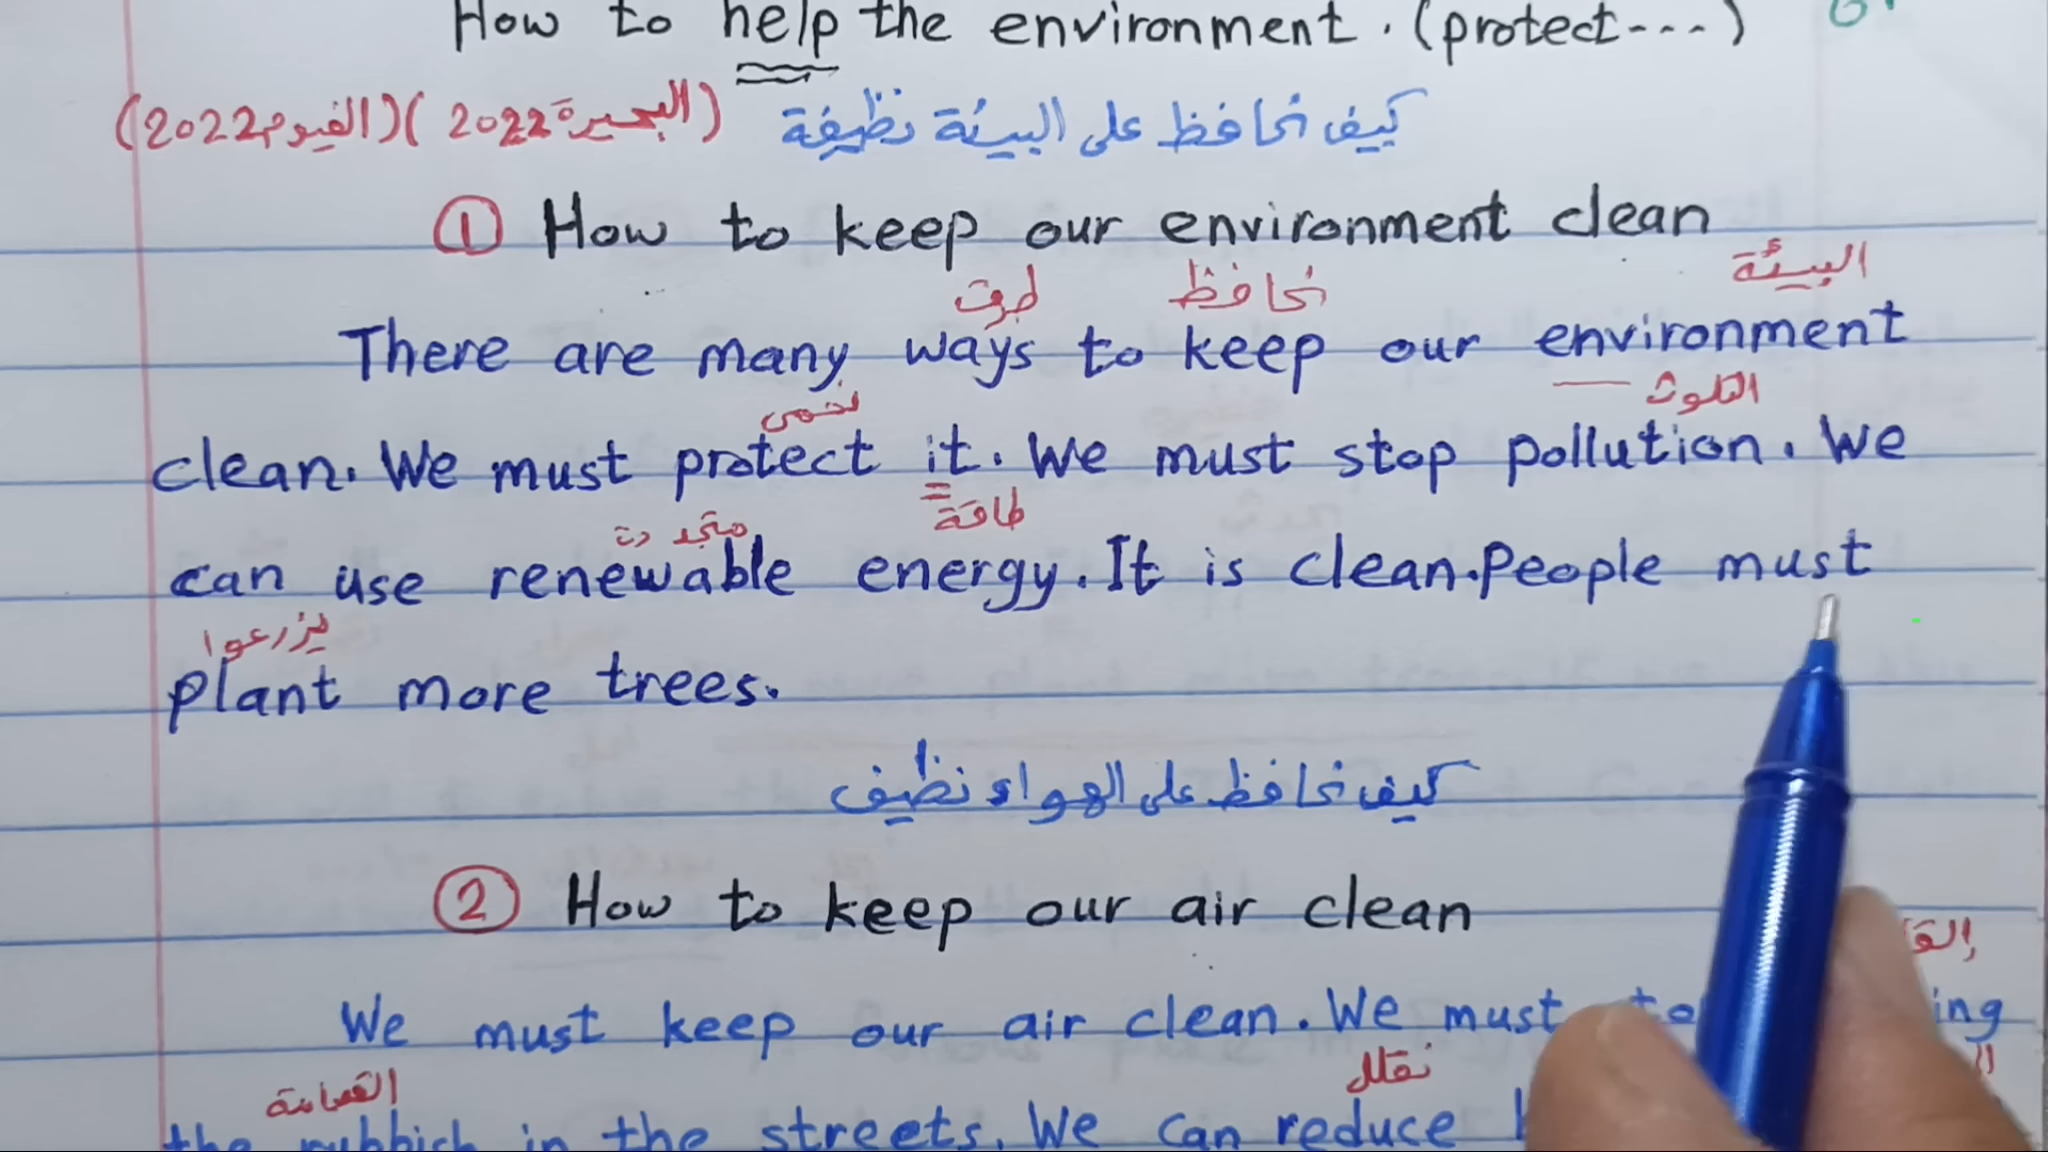 How to help the environment. (protect---)
كيف نحافظ على البيئة نظيفة (البحيرة 2022) (الفيوم 2022)
① How to keep our environment clean
البيئة
طرق نحافظ
There are many ways to keep our environment
نحمى التلوث
clean. We must protect it. We must stop pollution. We
متجددة طاقة
can use renewable energy. It is clean. People must
يزرعوا
plant more trees.
كيف نحافظ على الهواء نظيف
② How to keep our air clean
We must keep our air clean. We must
القمامة نقلل
the rubbish in the streets. We can reduce